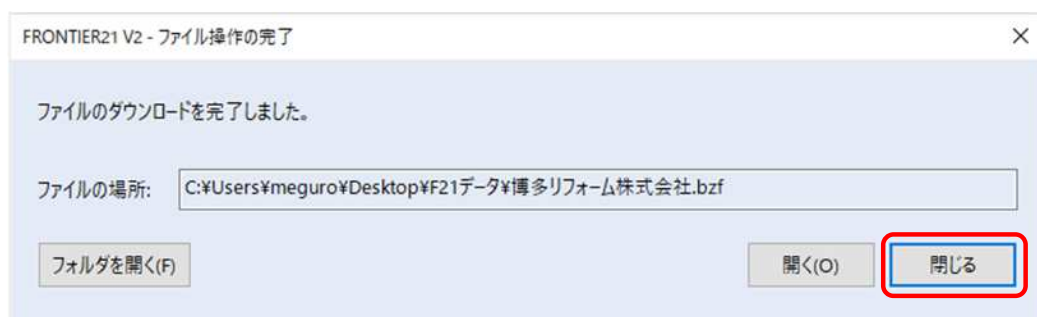 FRONTIER21 V2 - ファイル操作の完了
ファイルのダウンロードを完了しました。
ファイルの場所: C:¥Users¥meguro¥Desktop¥F21データ¥博多リフォーム株式会社.bzf
フォルダを開く(F) 開く(O) 閉じる